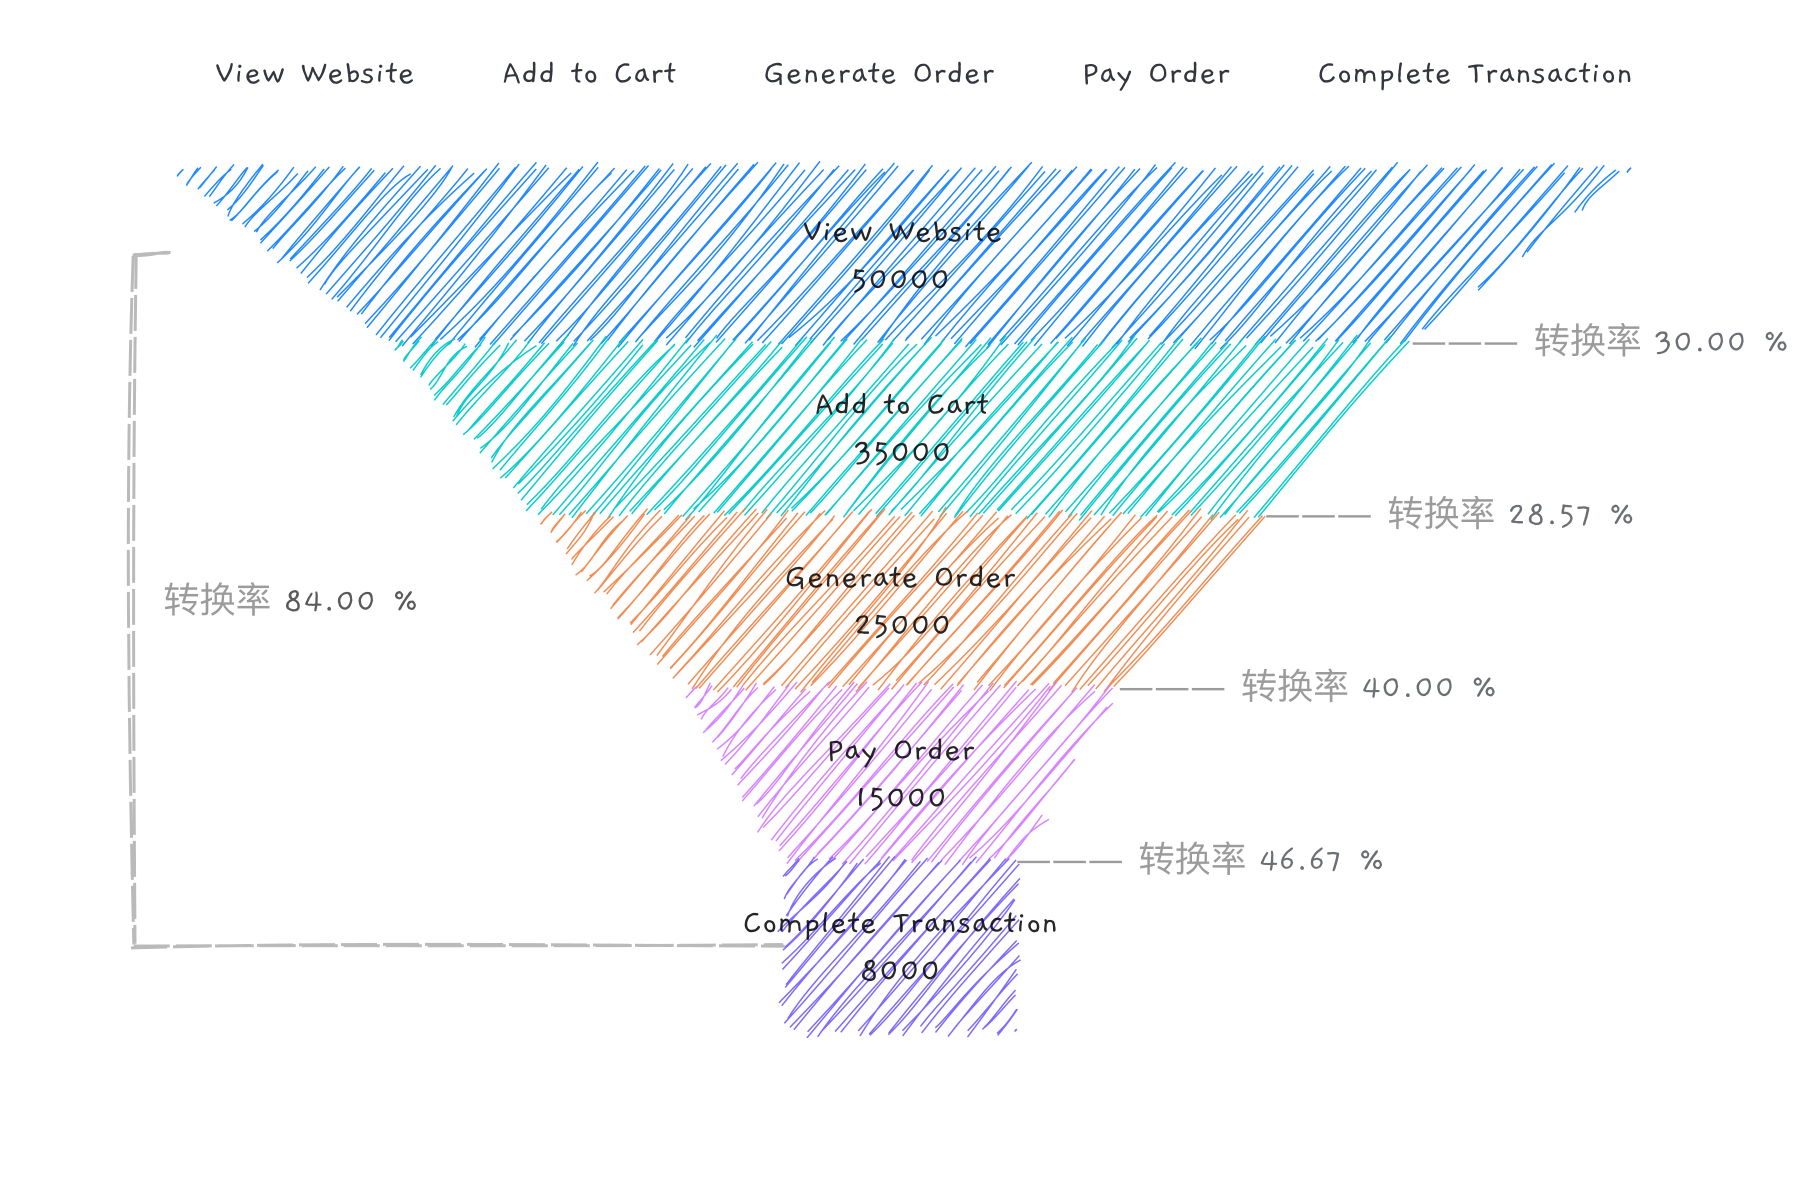 View Website Add to Cart Generate Order Pay Order Complete Transaction
View Website
50000
转换率 30.00 %
Add to Cart
35000
转换率 28.57 %
Generate Order
25000
转换率 84.00 %
转换率 40.00 %
Pay Order
15000
转换率 46.67 %
Complete Transaction
8000